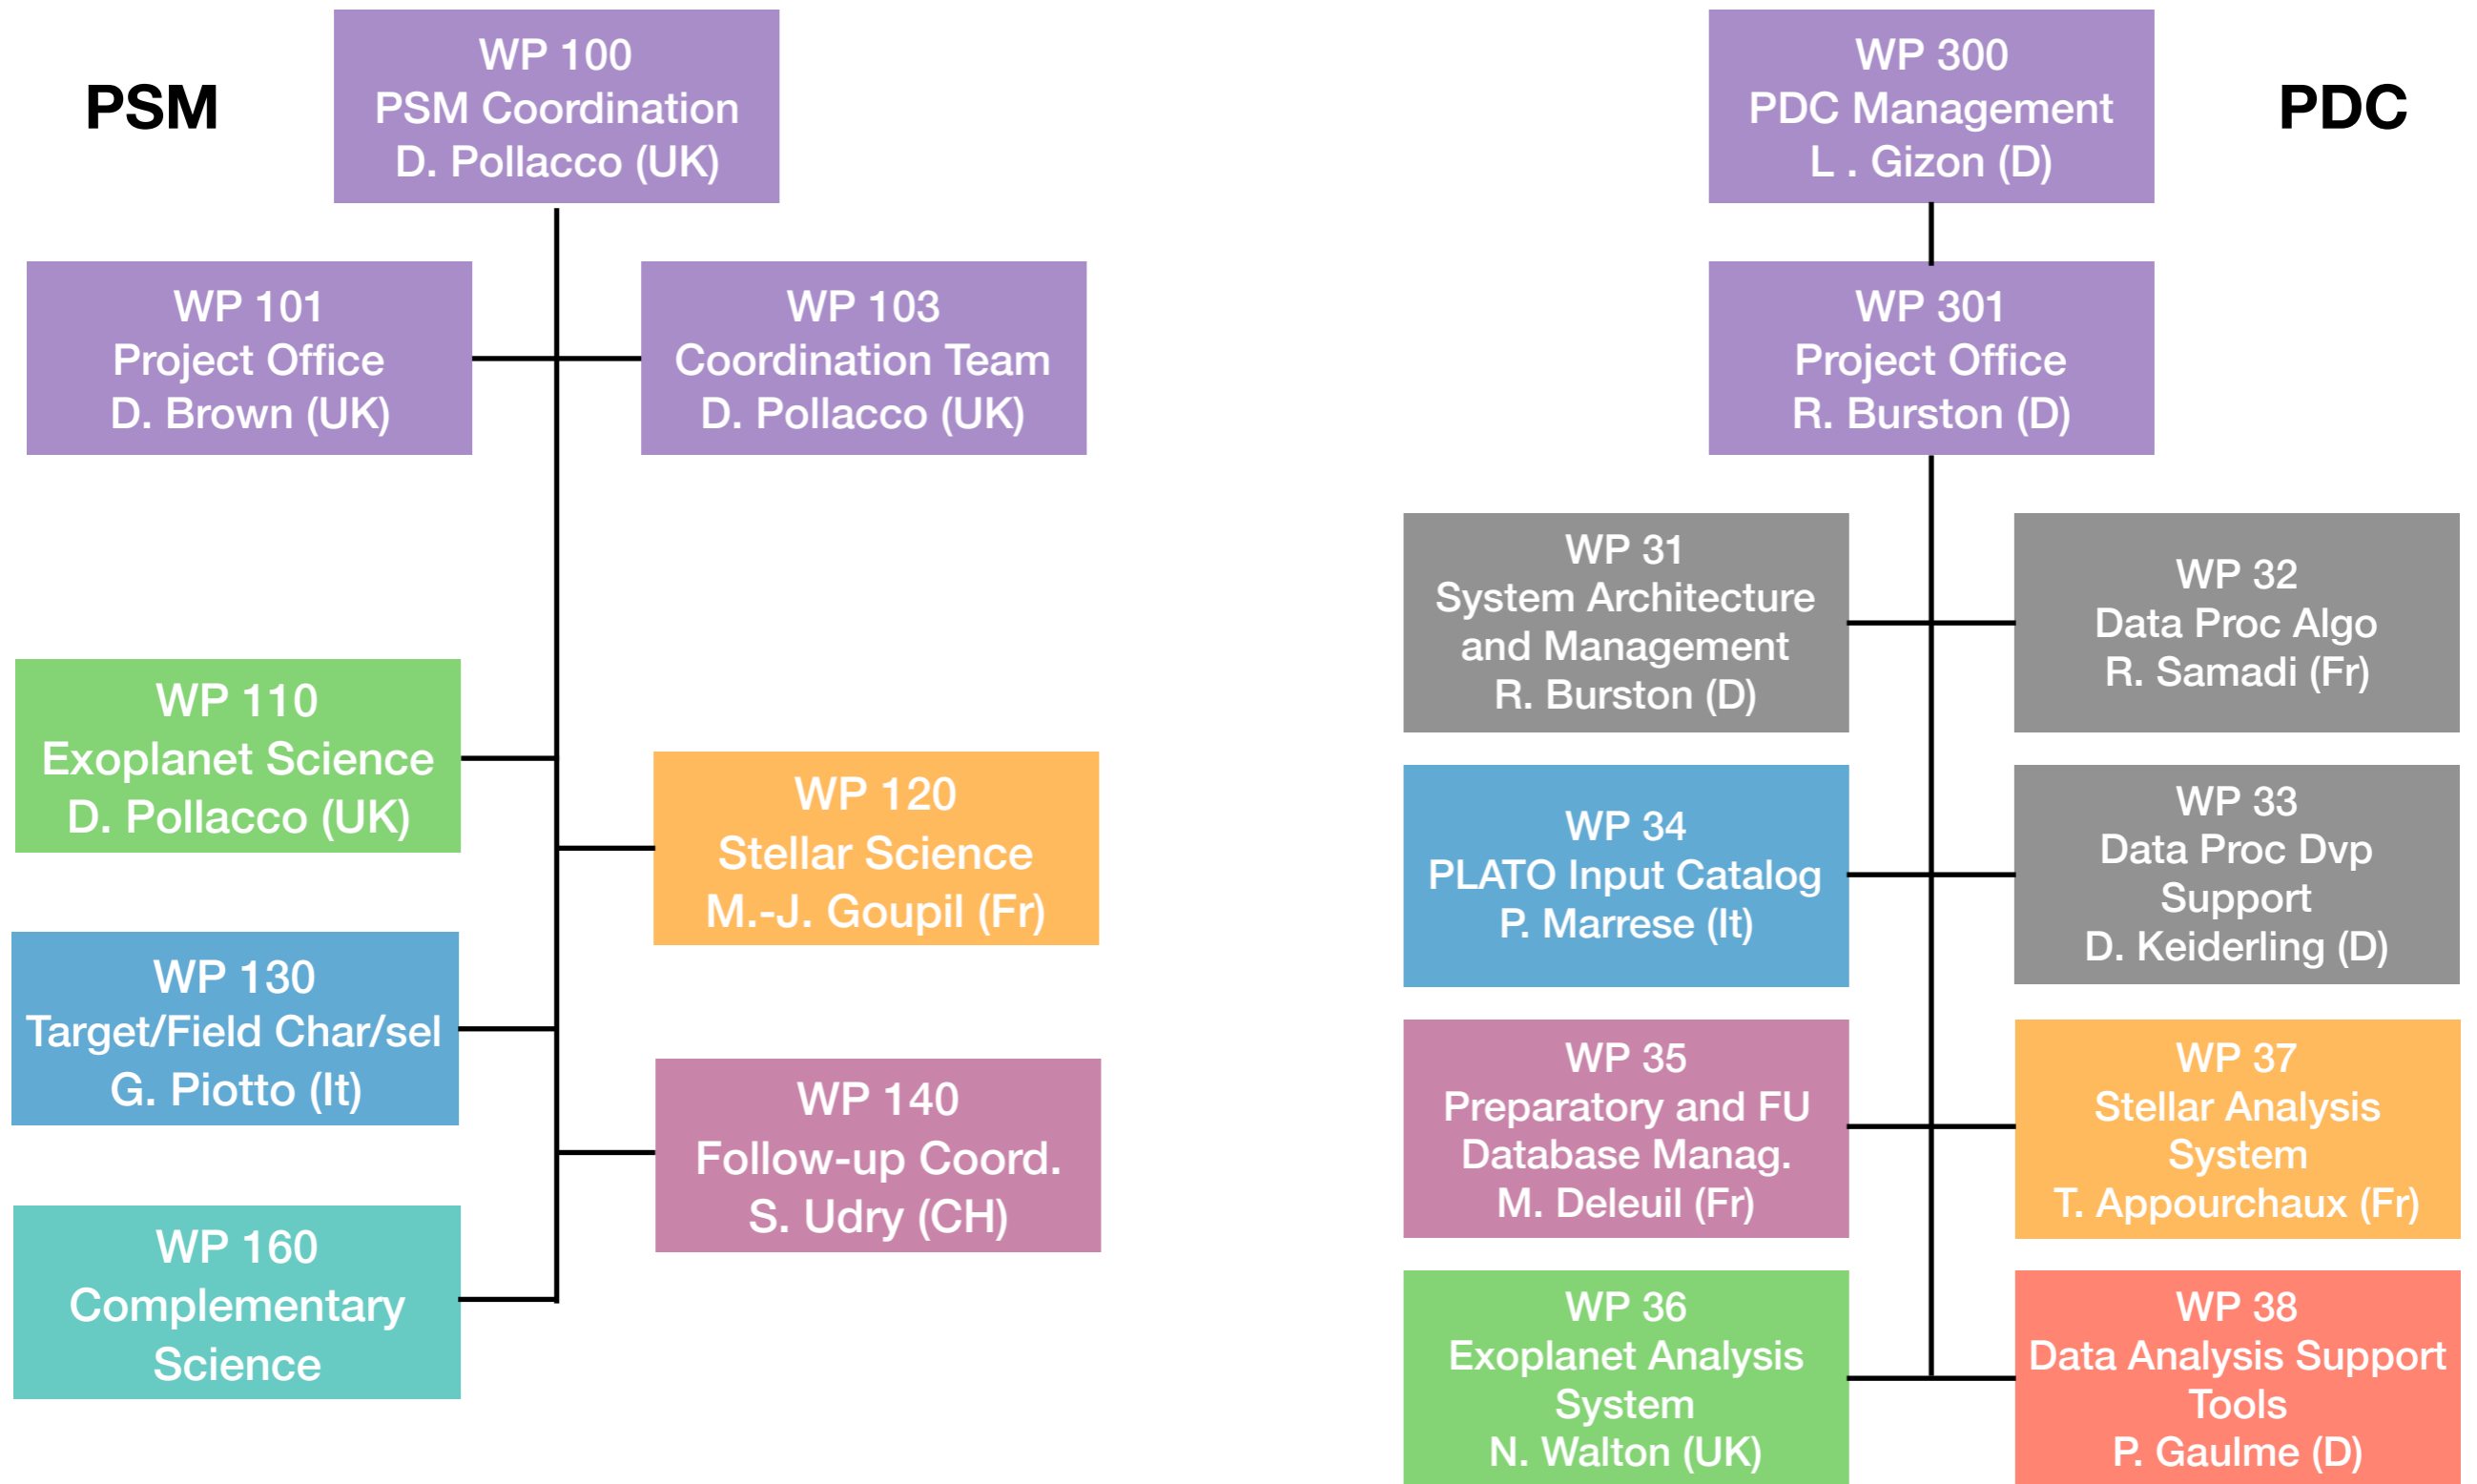 PSM
WP 100
PSM Coordination
D. Pollacco (UK)
WP 101
Project Office
D. Brown (UK)
WP 103
Coordination Team
D. Pollacco (UK)
WP 110
Exoplanet Science
D. Pollacco (UK)
WP 120
Stellar Science
M.-J. Goupil (Fr)
WP 130
Target/Field Char/sel
G. Piotto (It)
WP 140
Follow-up Coord.
S. Udry (CH)
WP 160
Complementary
Science
PDC
WP 300
PDC Management
L . Gizon (D)
WP 301
Project Office
R. Burston (D)
WP 31
System Architecture
and Management
R. Burston (D)
WP 32
Data Proc Algo
R. Samadi (Fr)
WP 34
PLATO Input Catalog
P. Marrese (It)
WP 33
Data Proc Dvp
Support
D. Keiderling (D)
WP 35
Preparatory and FU
Database Manag.
M. Deleuil (Fr)
WP 37
Stellar Analysis
System
T. Appourchaux (Fr)
WP 36
Exoplanet Analysis
System
N. Walton (UK)
WP 38
Data Analysis Support
Tools
P. Gaulme (D)